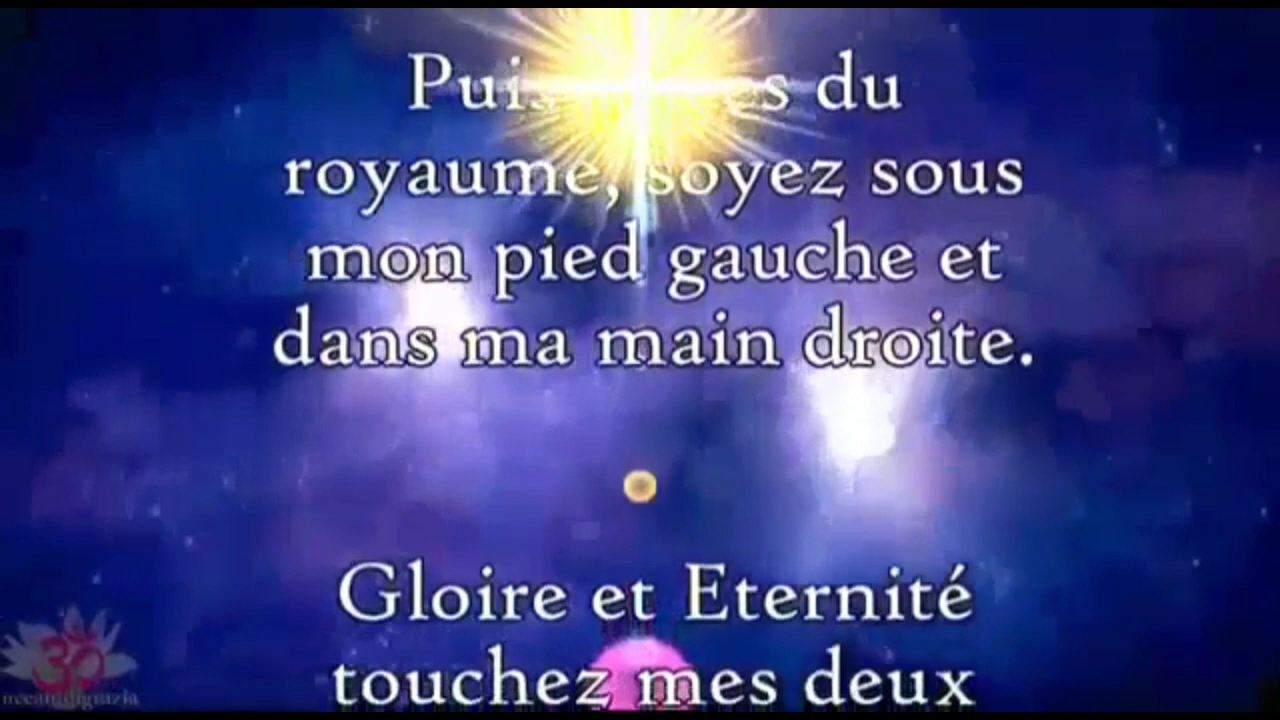 du
royaume, soyez sous
mon pied gauche et
dans ma main droite.
Gloire et Eternité
touchez mes deux
ॐ